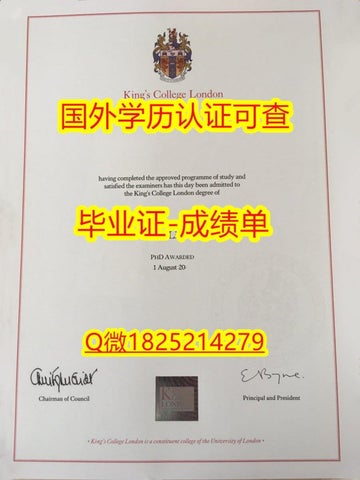 King's College London
国外学历认证可查
having completed the approved programme of study and
satisfied the examiners has this day been admitted to
the King's College London degree of
毕业证-成绩单
PHD AWARDED
1 August 20
Q微1825214279
Chairman of Council
Principal and President
• King's College London is a constituent college of the University of London •